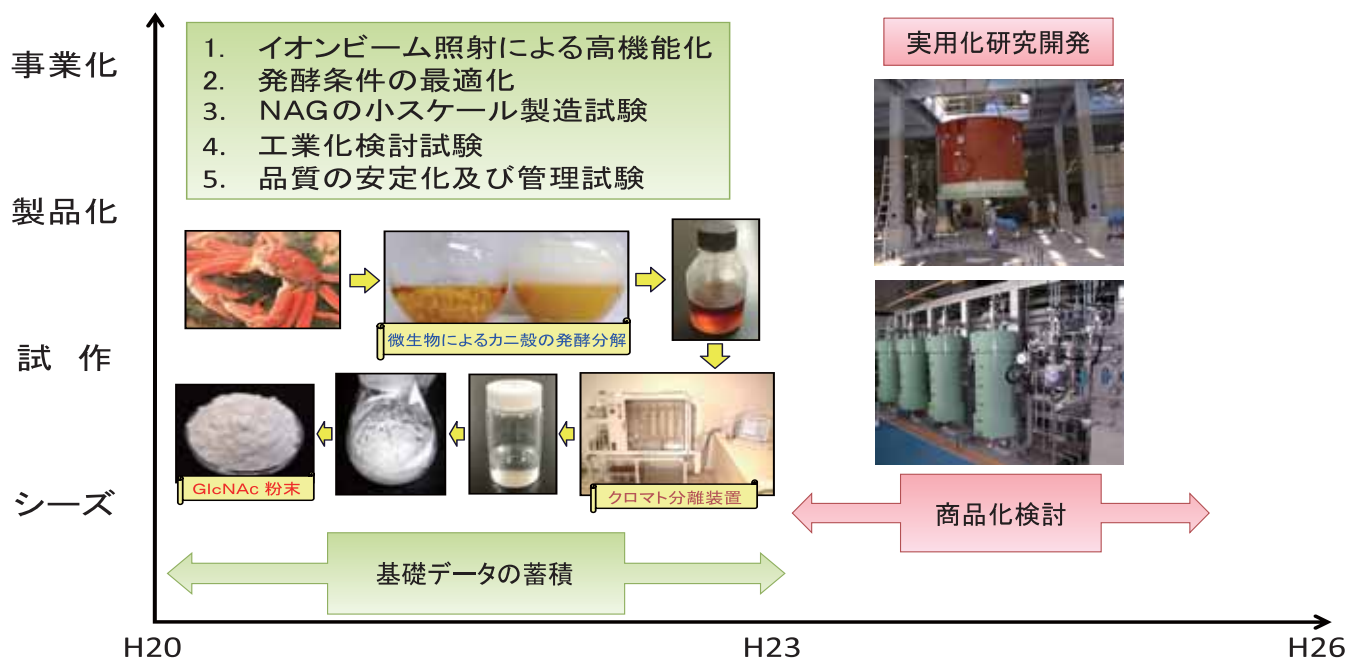 事業化
製品化
試 作
シーズ
1. イオンビーム照射による高機能化
2. 発酵条件の最適化
3. NAGの小スケール製造試験
4. 工業化検討試験
5. 品質の安定化及び管理試験
実用化研究開発
微生物によるカニ殻の発酵分解
GlcNAc 粉末
クロマト分離装置
商品化検討
基礎データの蓄積
H20
H23
H26